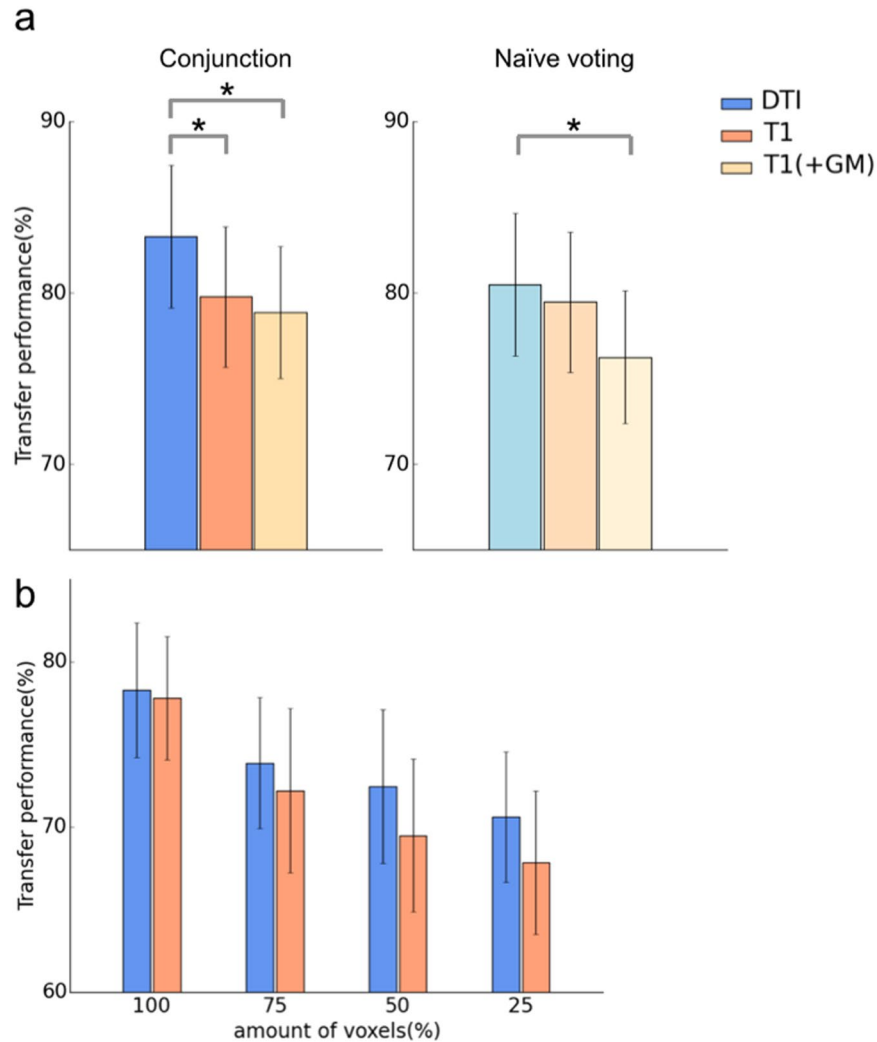 a
Conjunction
Naïve voting
DTI
T1
T1(+GM)
*
*
*
90
80
70
Transfer performance(%)
90
80
70
b
80
70
60
Transfer performance(%)
100 75 50 25
amount of voxels(%)